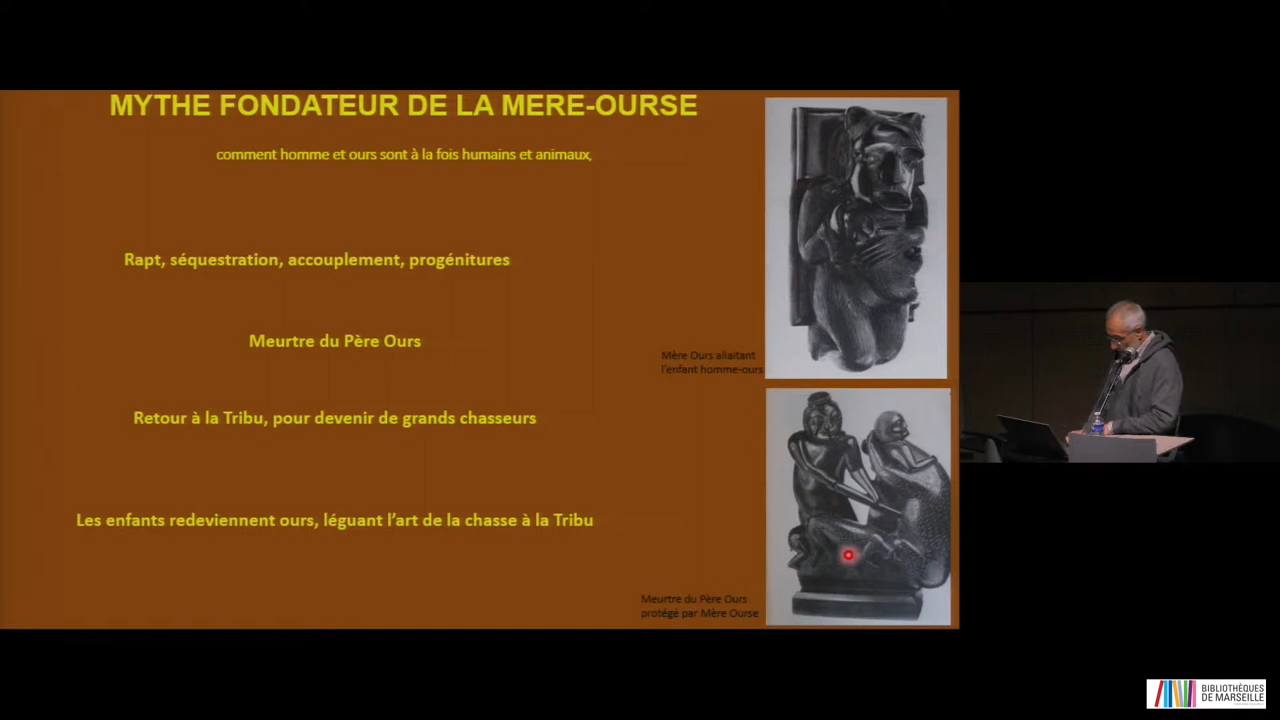 MYTHE FONDATEUR DE LA MERE-OURSE
comment homme et ours sont à la fois humains et animaux,
Rapt, séquestration, accouplement, progénitures
Meurtre du Père Ours
Retour à la Tribu, pour devenir de grands chasseurs
Les enfants redeviennent ours, léguant l’art de la chasse à la Tribu
Mère Ours allaitant
l’enfant homme-ours
Meurtre du Père Ours
protégé par Mère Ourse
BIBLIOTHÈQUES
DE MARSEILLE